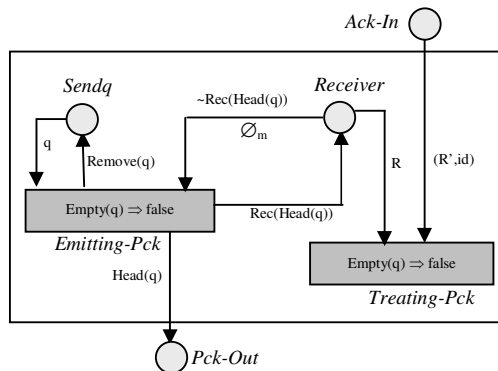 Ack-In
Sendq
Receiver
~Rec(Head(q))
∅m
q
Remove(q)
R
(R',id)
Empty(q) ⇒ false
Rec(Head(q))
Emitting-Pck
Empty(q) ⇒ false
Head(q)
Treating-Pck
Pck-Out